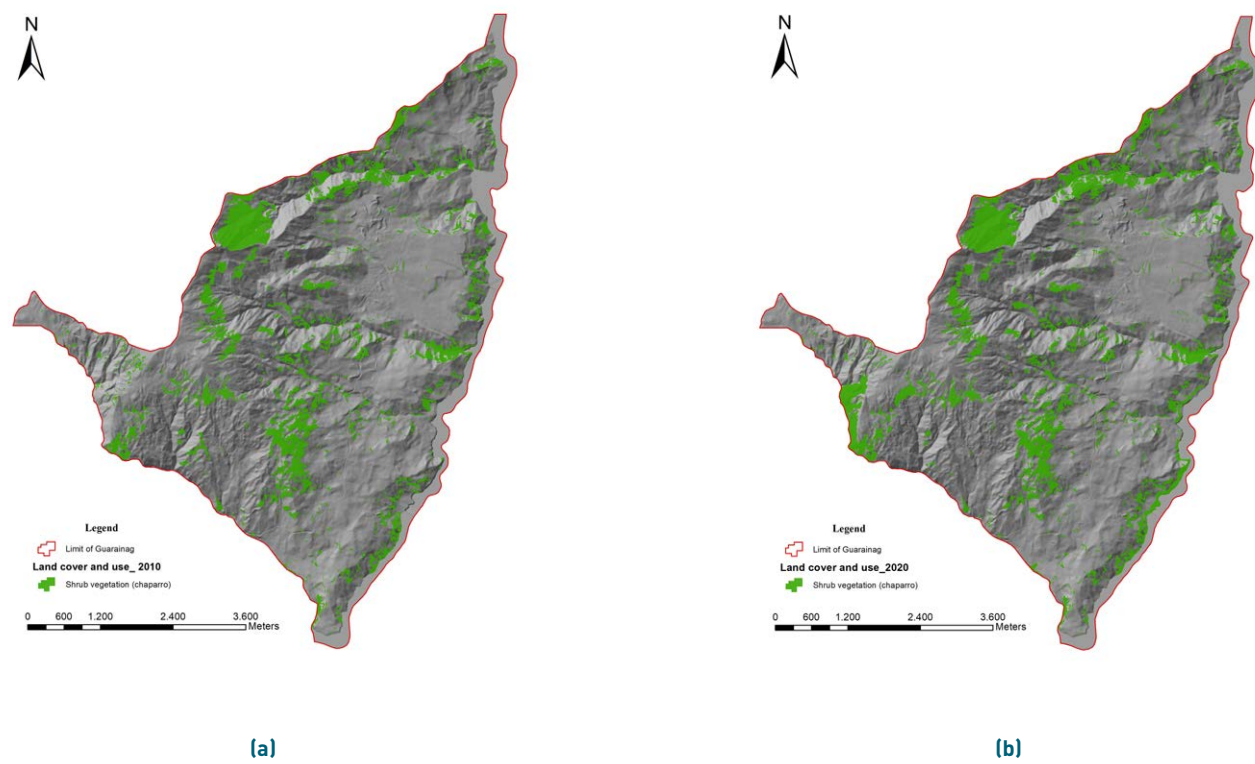 N
Legend
Limit of Guarainag
Land cover and use_ 2010
Shrub vegetation (chaparro)
0 600 1.200 2.400 3.600
Meters
(a)
N
Legend
Limit of Guarainag
Land cover and use_2020
Shrub vegetation (chaparro)
0 600 1.200 2.400 3.600
Meters
(b)